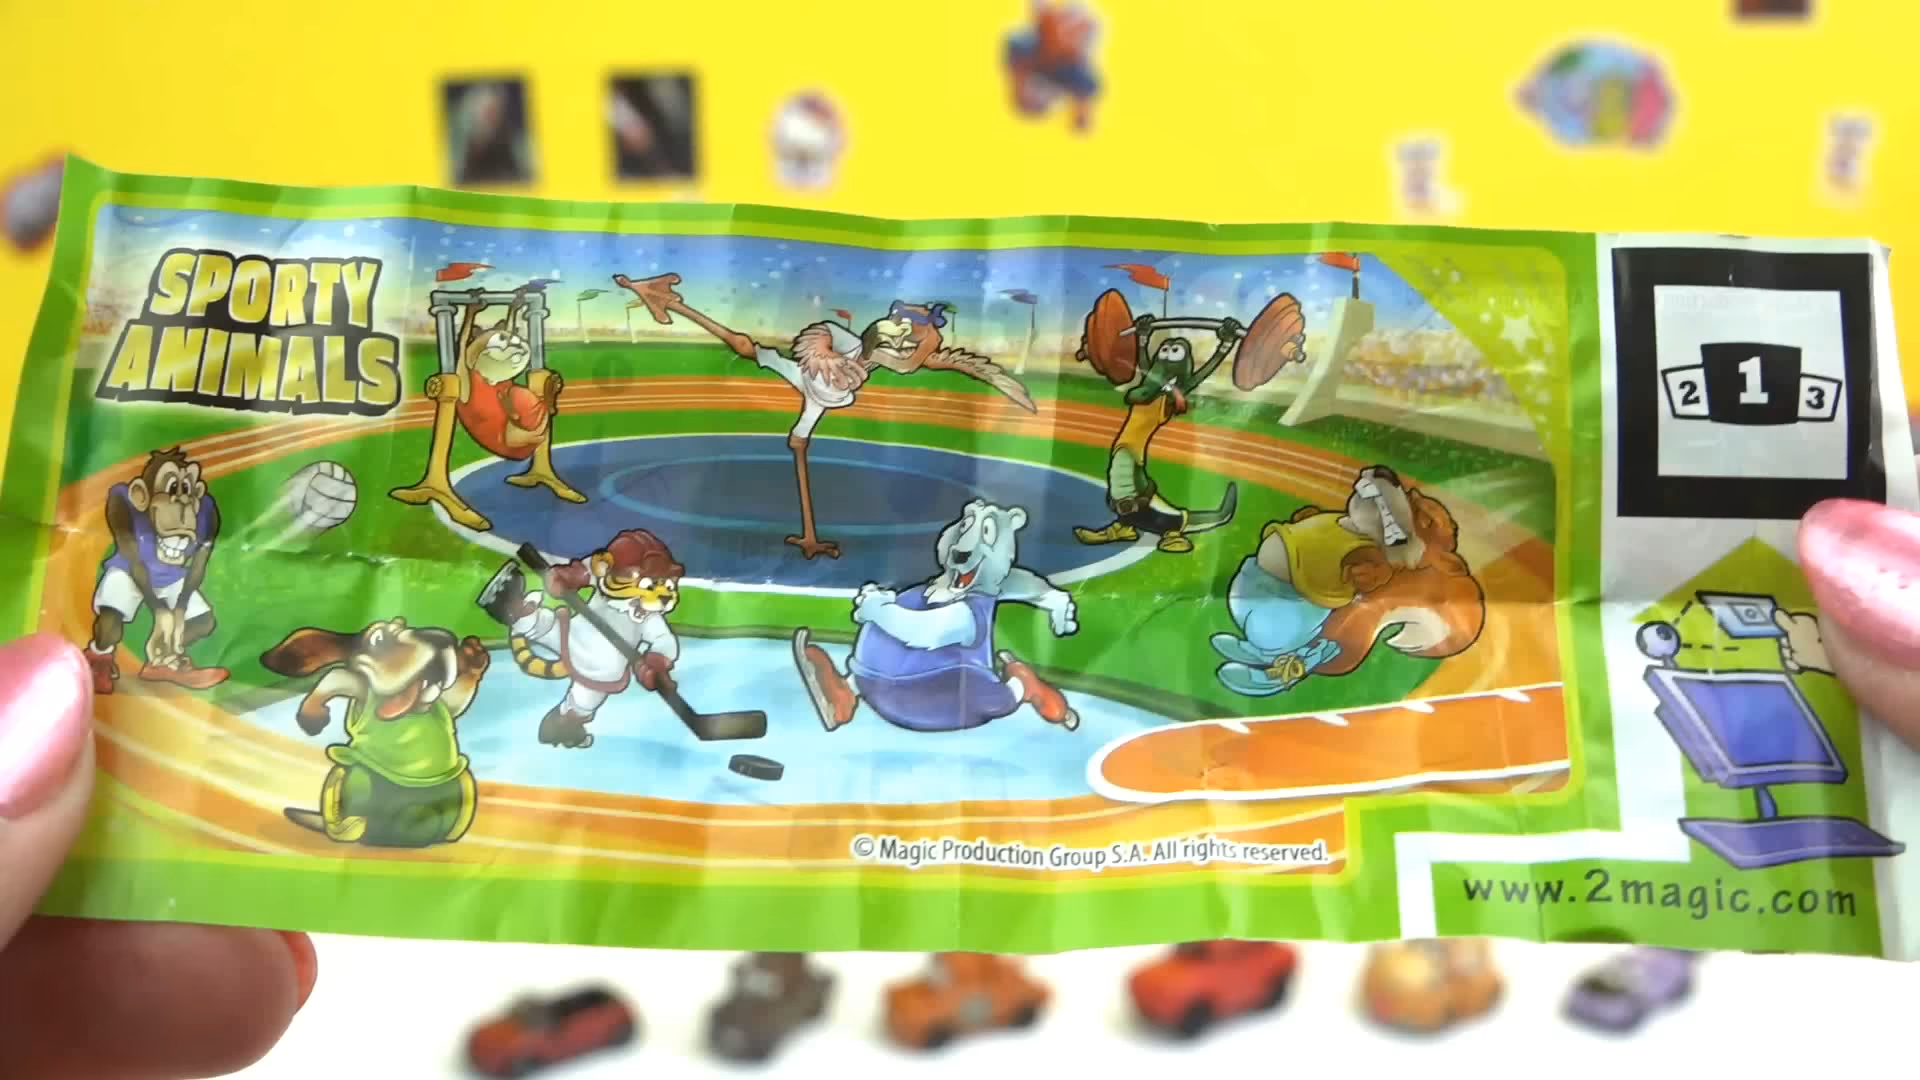 SPORTY
ANIMALS
2 1 3
© Magic Production Group S.A. All rights reserved.
www.2magic.com